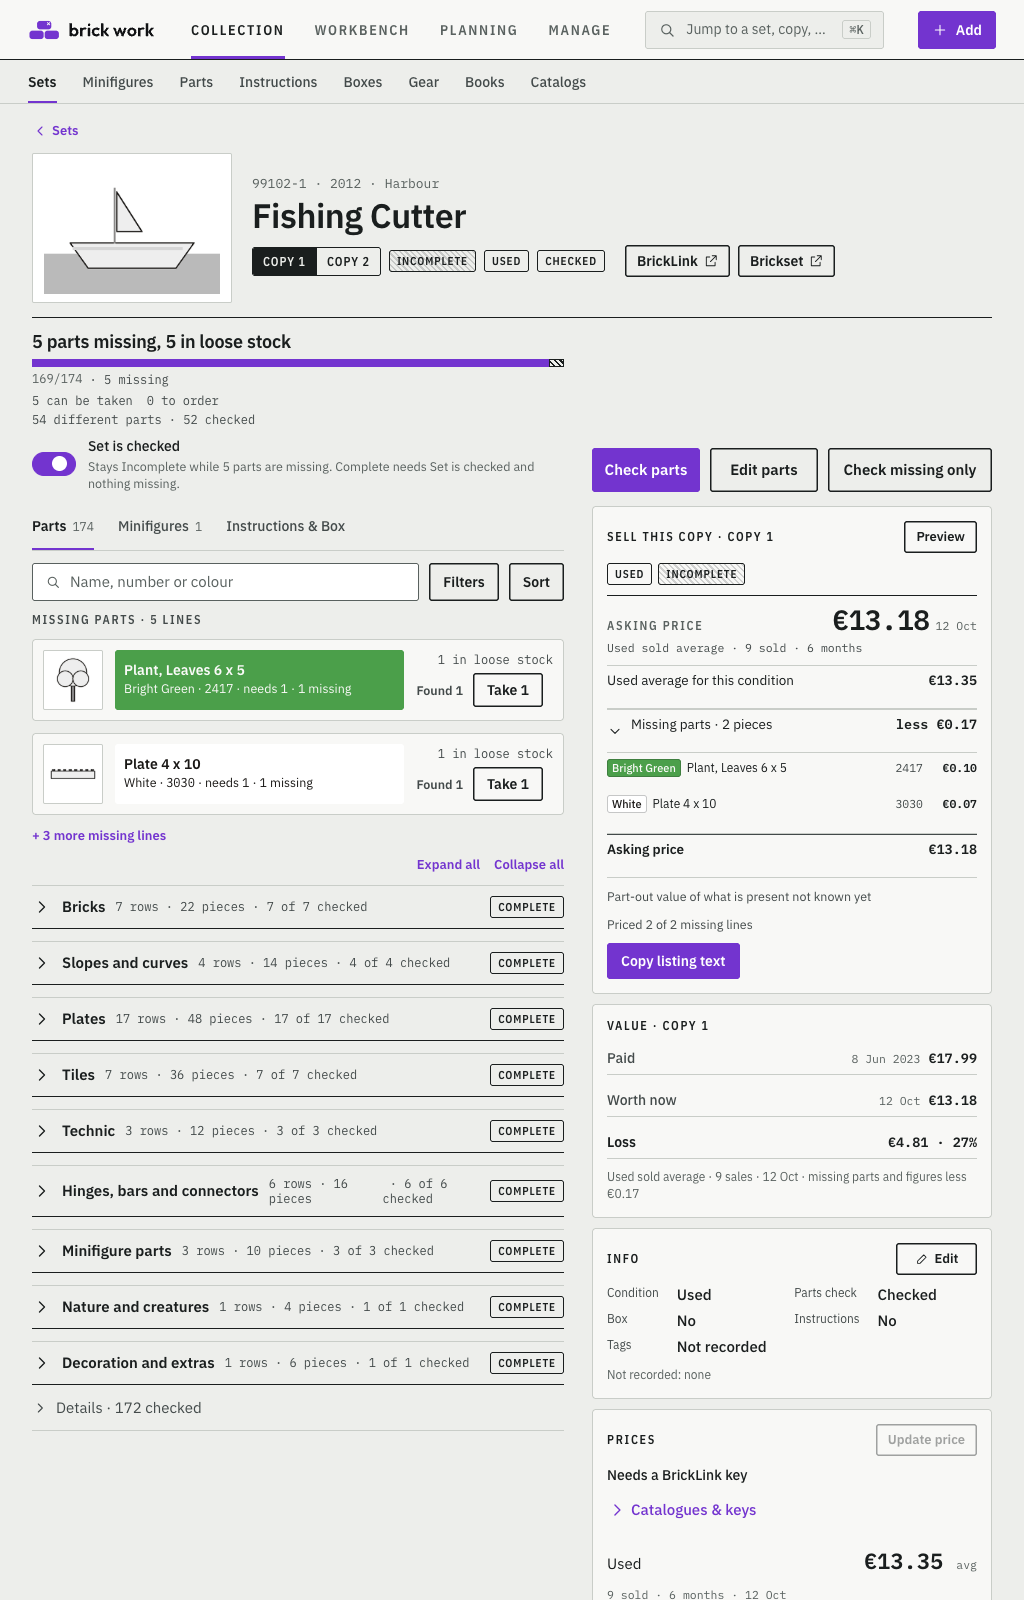 brick work
COLLECTION
WORKBENCH
PLANNING
MANAGE
Jump to a set, copy, ...
⌘K
Add
Sets
Minifigures
Parts
Instructions
Boxes
Gear
Books
Catalogs
Sets
99102-1 · 2012 · Harbour
Fishing Cutter
COPY 1
COPY 2
INCOMPLETE
USED
CHECKED
BrickLink
Brickset
5 parts missing, 5 in loose stock
169/174 · 5 missing
5 can be taken 0 to order
54 different parts · 52 checked
Set is checked
Stays Incomplete while 5 parts are missing. Complete needs Set is checked and
nothing missing.
Check parts
Edit parts
Check missing only
Parts 174
Minifigures 1
Instructions & Box
Name, number or colour
Filters
Sort
MISSING PARTS · 5 LINES
Plant, Leaves 6 x 5
Bright Green · 2417 · needs 1 · 1 missing
1 in loose stock
Found 1
Take 1
Plate 4 x 10
White · 3030 · needs 1 · 1 missing
1 in loose stock
Found 1
Take 1
+ 3 more missing lines
Expand all
Collapse all
Bricks 7 rows · 22 pieces · 7 of 7 checked
COMPLETE
Slopes and curves 4 rows · 14 pieces · 4 of 4 checked
COMPLETE
Plates 17 rows · 48 pieces · 17 of 17 checked
COMPLETE
Tiles 7 rows · 36 pieces · 7 of 7 checked
COMPLETE
Technic 3 rows · 12 pieces · 3 of 3 checked
COMPLETE
Hinges, bars and connectors 6 rows · 16 pieces · 6 of 6 checked
COMPLETE
Minifigure parts 3 rows · 10 pieces · 3 of 3 checked
COMPLETE
Nature and creatures 1 rows · 4 pieces · 1 of 1 checked
COMPLETE
Decoration and extras 1 rows · 6 pieces · 1 of 1 checked
COMPLETE
Details · 172 checked
SELL THIS COPY · COPY 1
Preview
USED
INCOMPLETE
ASKING PRICE
€13.18 12 Oct
Used sold average · 9 sold · 6 months
Used average for this condition €13.35
Missing parts · 2 pieces less €0.17
Bright Green Plant, Leaves 6 x 5 2417 €0.10
White Plate 4 x 10 3030 €0.07
Asking price €13.18
Part-out value of what is present not known yet
Priced 2 of 2 missing lines
Copy listing text
VALUE · COPY 1
Paid 8 Jun 2023 €17.99
Worth now 12 Oct €13.18
Loss €4.81 · 27%
Used sold average · 9 sales · 12 Oct · missing parts and figures less
€0.17
INFO
Edit
Condition Used
Parts check Checked
Box No
Instructions No
Tags Not recorded
Not recorded: none
PRICES
Update price
Needs a BrickLink key
Catalogues & keys
Used €13.35 avg
9 sold · 6 months · 12 Oct